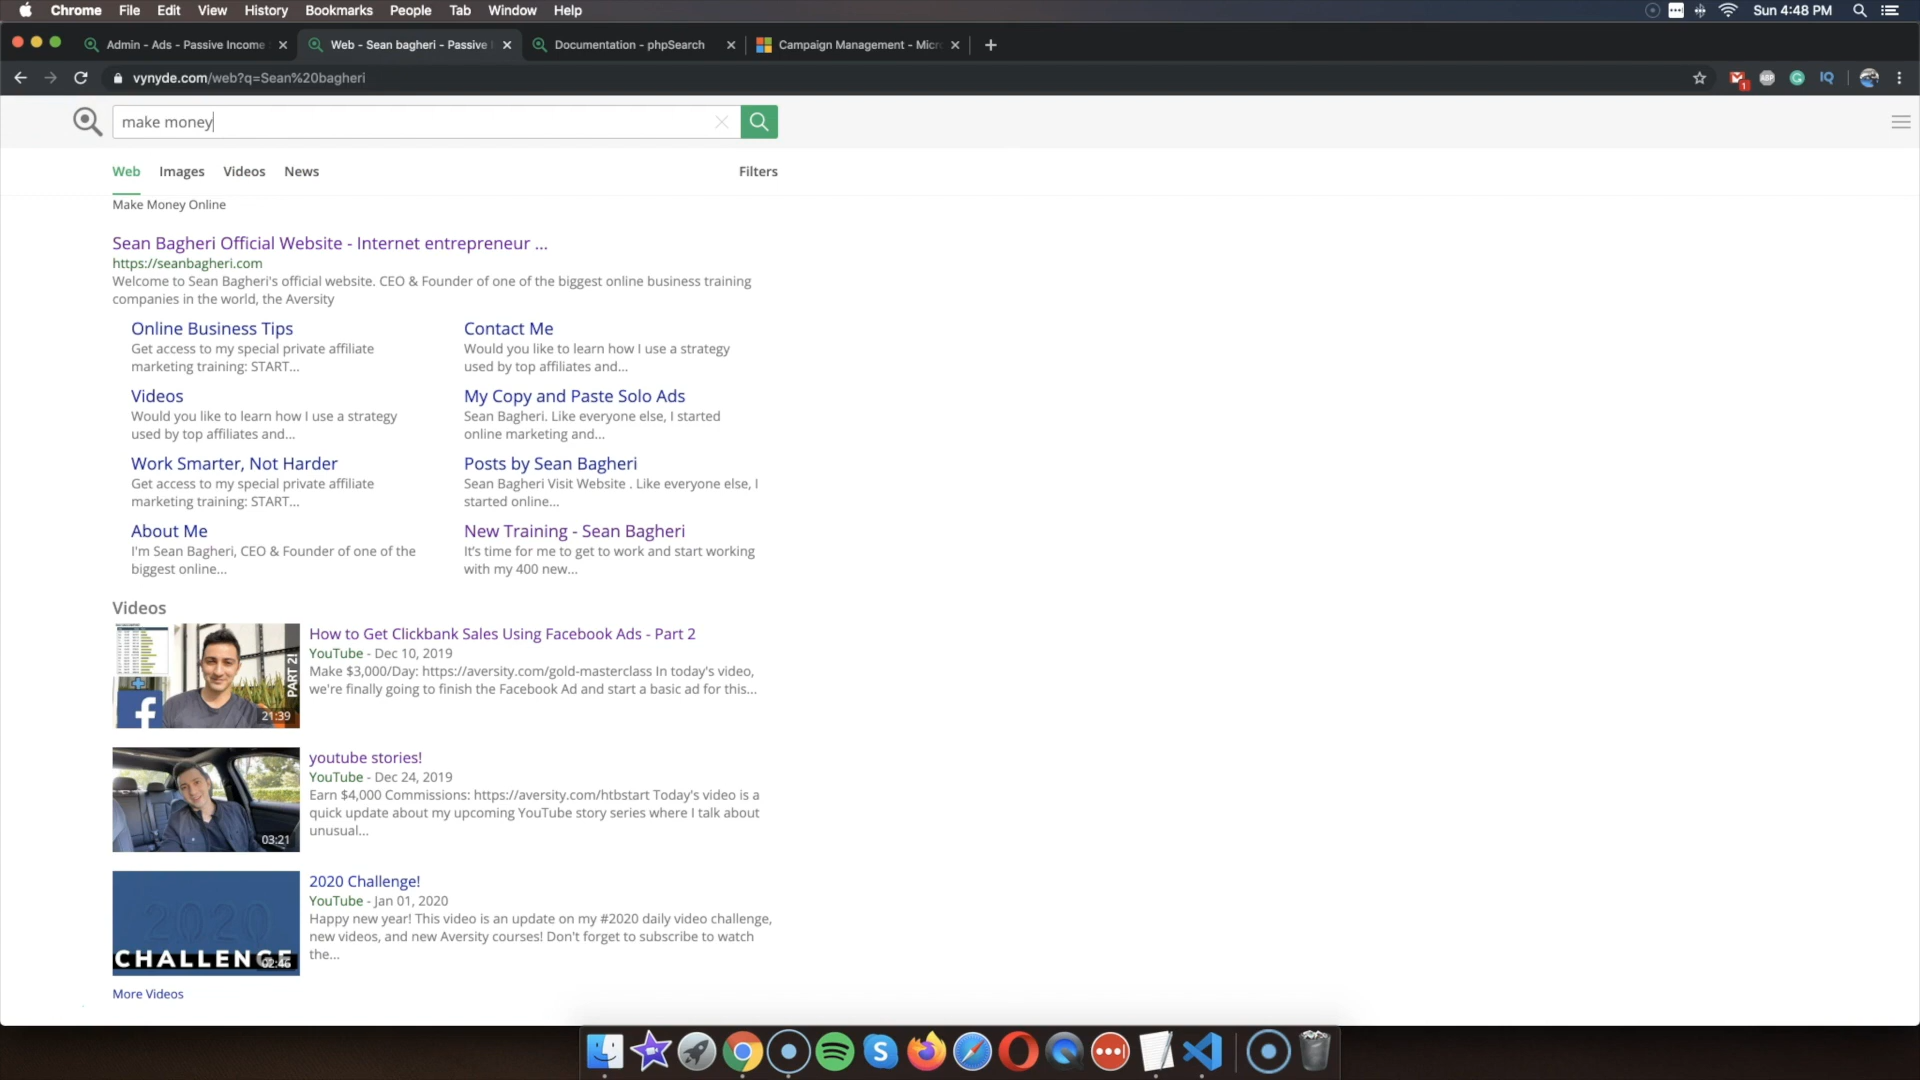 Chrome File Edit View History Bookmarks People Tab Window Help Sun 4:48 PM
Admin - Ads - Passive Income Web - Sean bagheri - Passive Documentation - phpSearch Campaign Management - Micr
vynyde.com/web?q=Sean%20bagheri ABP IQ 1
make money
Web Images Videos News Filters
Make Money Online
Sean Bagheri Official Website - Internet entrepreneur ...
https://seanbagheri.com
Welcome to Sean Bagheri's official website. CEO & Founder of one of the biggest online business training
companies in the world, the Aversity
Online Business Tips
Get access to my special private affiliate
marketing training: START...
Contact Me
Would you like to learn how I use a strategy
used by top affiliates and...
Videos
Would you like to learn how I use a strategy
used by top affiliates and...
My Copy and Paste Solo Ads
Sean Bagheri. Like everyone else, I started
online marketing and...
Work Smarter, Not Harder
Get access to my special private affiliate
marketing training: START...
Posts by Sean Bagheri
Sean Bagheri Visit Website . Like everyone else, I
started online...
About Me
I'm Sean Bagheri, CEO & Founder of one of the
biggest online...
New Training - Sean Bagheri
It's time for me to get to work and start working
with my 400 new...
Videos
PART 2!
21:39
How to Get Clickbank Sales Using Facebook Ads - Part 2
YouTube - Dec 10, 2019
Make $3,000/Day: https://aversity.com/gold-masterclass In today's video,
we're finally going to finish the Facebook Ad and start a basic ad for this...
03:21
youtube stories!
YouTube - Dec 24, 2019
Earn $4,000 Commissions: https://aversity.com/htbstart Today's video is a
quick update about my upcoming YouTube story series where I talk about
unusual...
2020
CHALLENGE
02:46
2020 Challenge!
YouTube - Jan 01, 2020
Happy new year! This video is an update on my #2020 daily video challenge,
new videos, and new Aversity courses! Don't forget to subscribe to watch
the...
More Videos